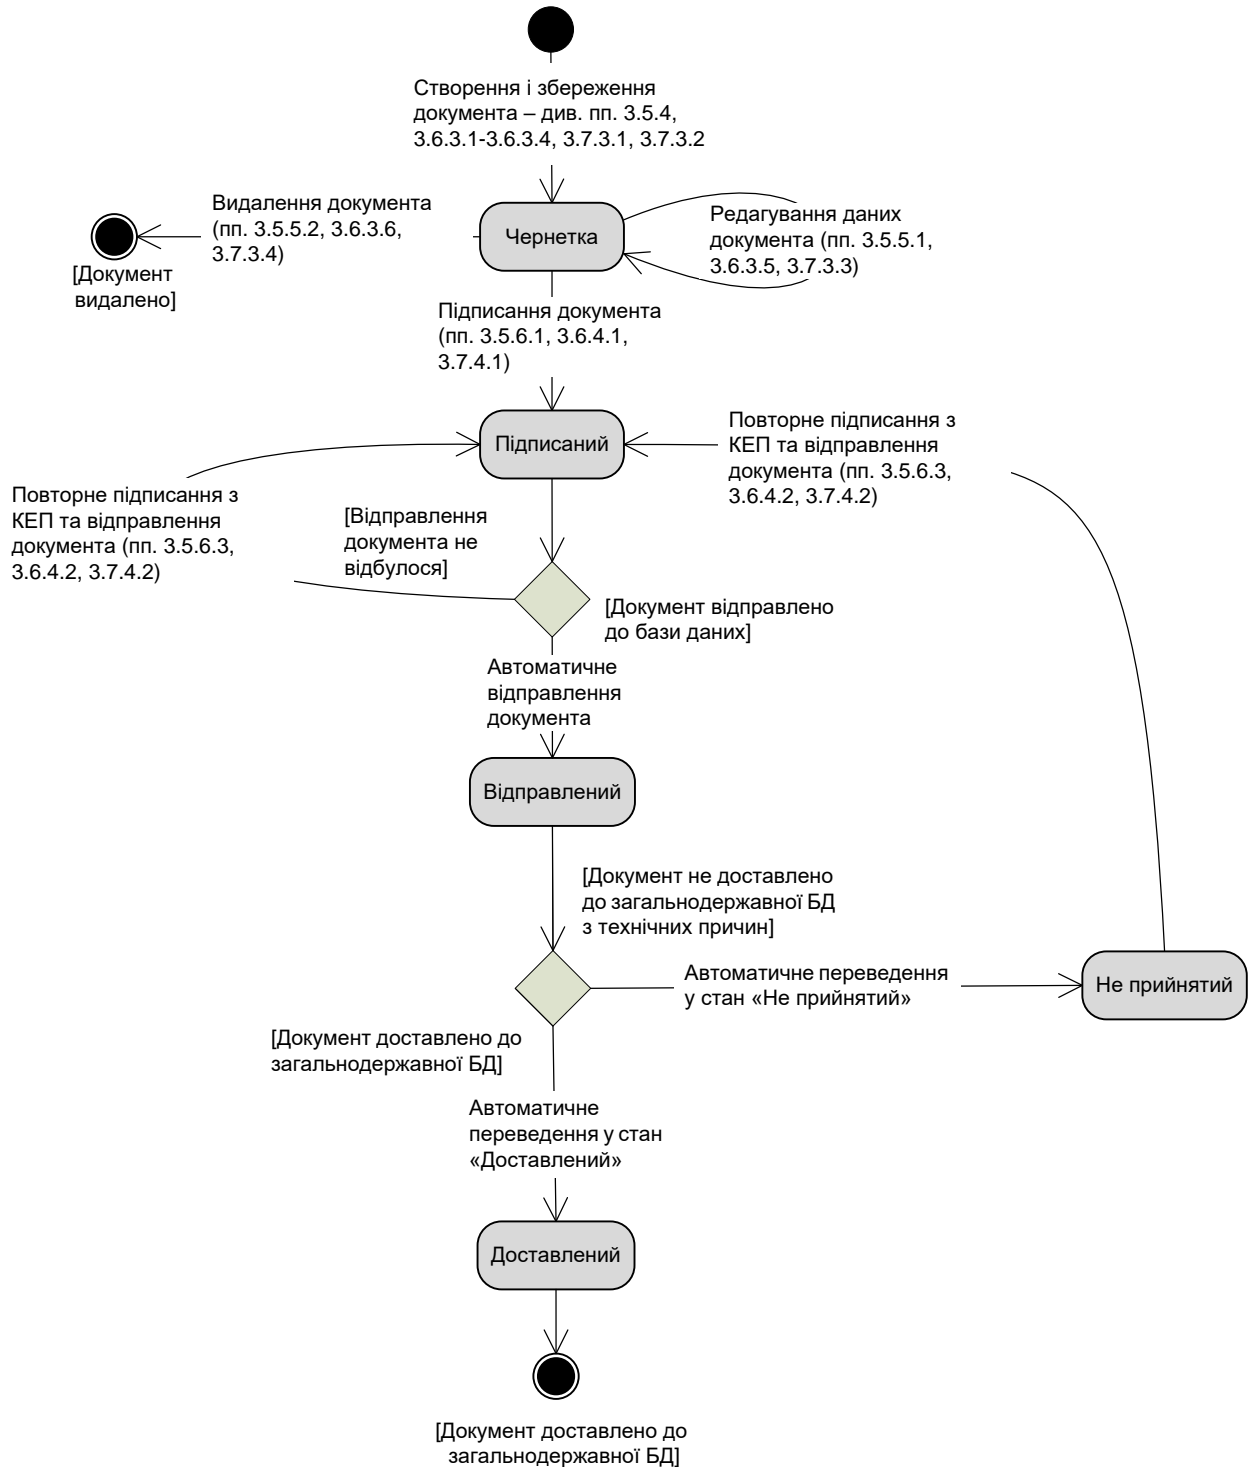 Створення і збереження
документа – див. пп. 3.5.4,
3.6.3.1-3.6.3.4, 3.7.3.1, 3.7.3.2
Видалення документа
(пп. 3.5.5.2, 3.6.3.6,
3.7.3.4)
[Документ
видалено]
Чернетка
Редагування даних
документа (пп. 3.5.5.1,
3.6.3.5, 3.7.3.3)
Підписання документа
(пп. 3.5.6.1, 3.6.4.1,
3.7.4.1)
Підписаний
Повторне підписання з
КЕП та відправлення
документа (пп. 3.5.6.3,
3.6.4.2, 3.7.4.2)
Повторне підписання з
КЕП та відправлення
документа (пп. 3.5.6.3,
3.6.4.2, 3.7.4.2)
[Відправлення
документа не
відбулося]
[Документ відправлено
до бази даних]
Автоматичне
відправлення
документа
Відправлений
[Документ не доставлено
до загальнодержавної БД
з технічних причин]
Автоматичне переведення
у стан «Не прийнятий»
Не прийнятий
[Документ доставлено до
загальнодержавної БД]
Автоматичне
переведення у стан
«Доставлений»
Доставлений
[Документ доставлено до
загальнодержавної БД]